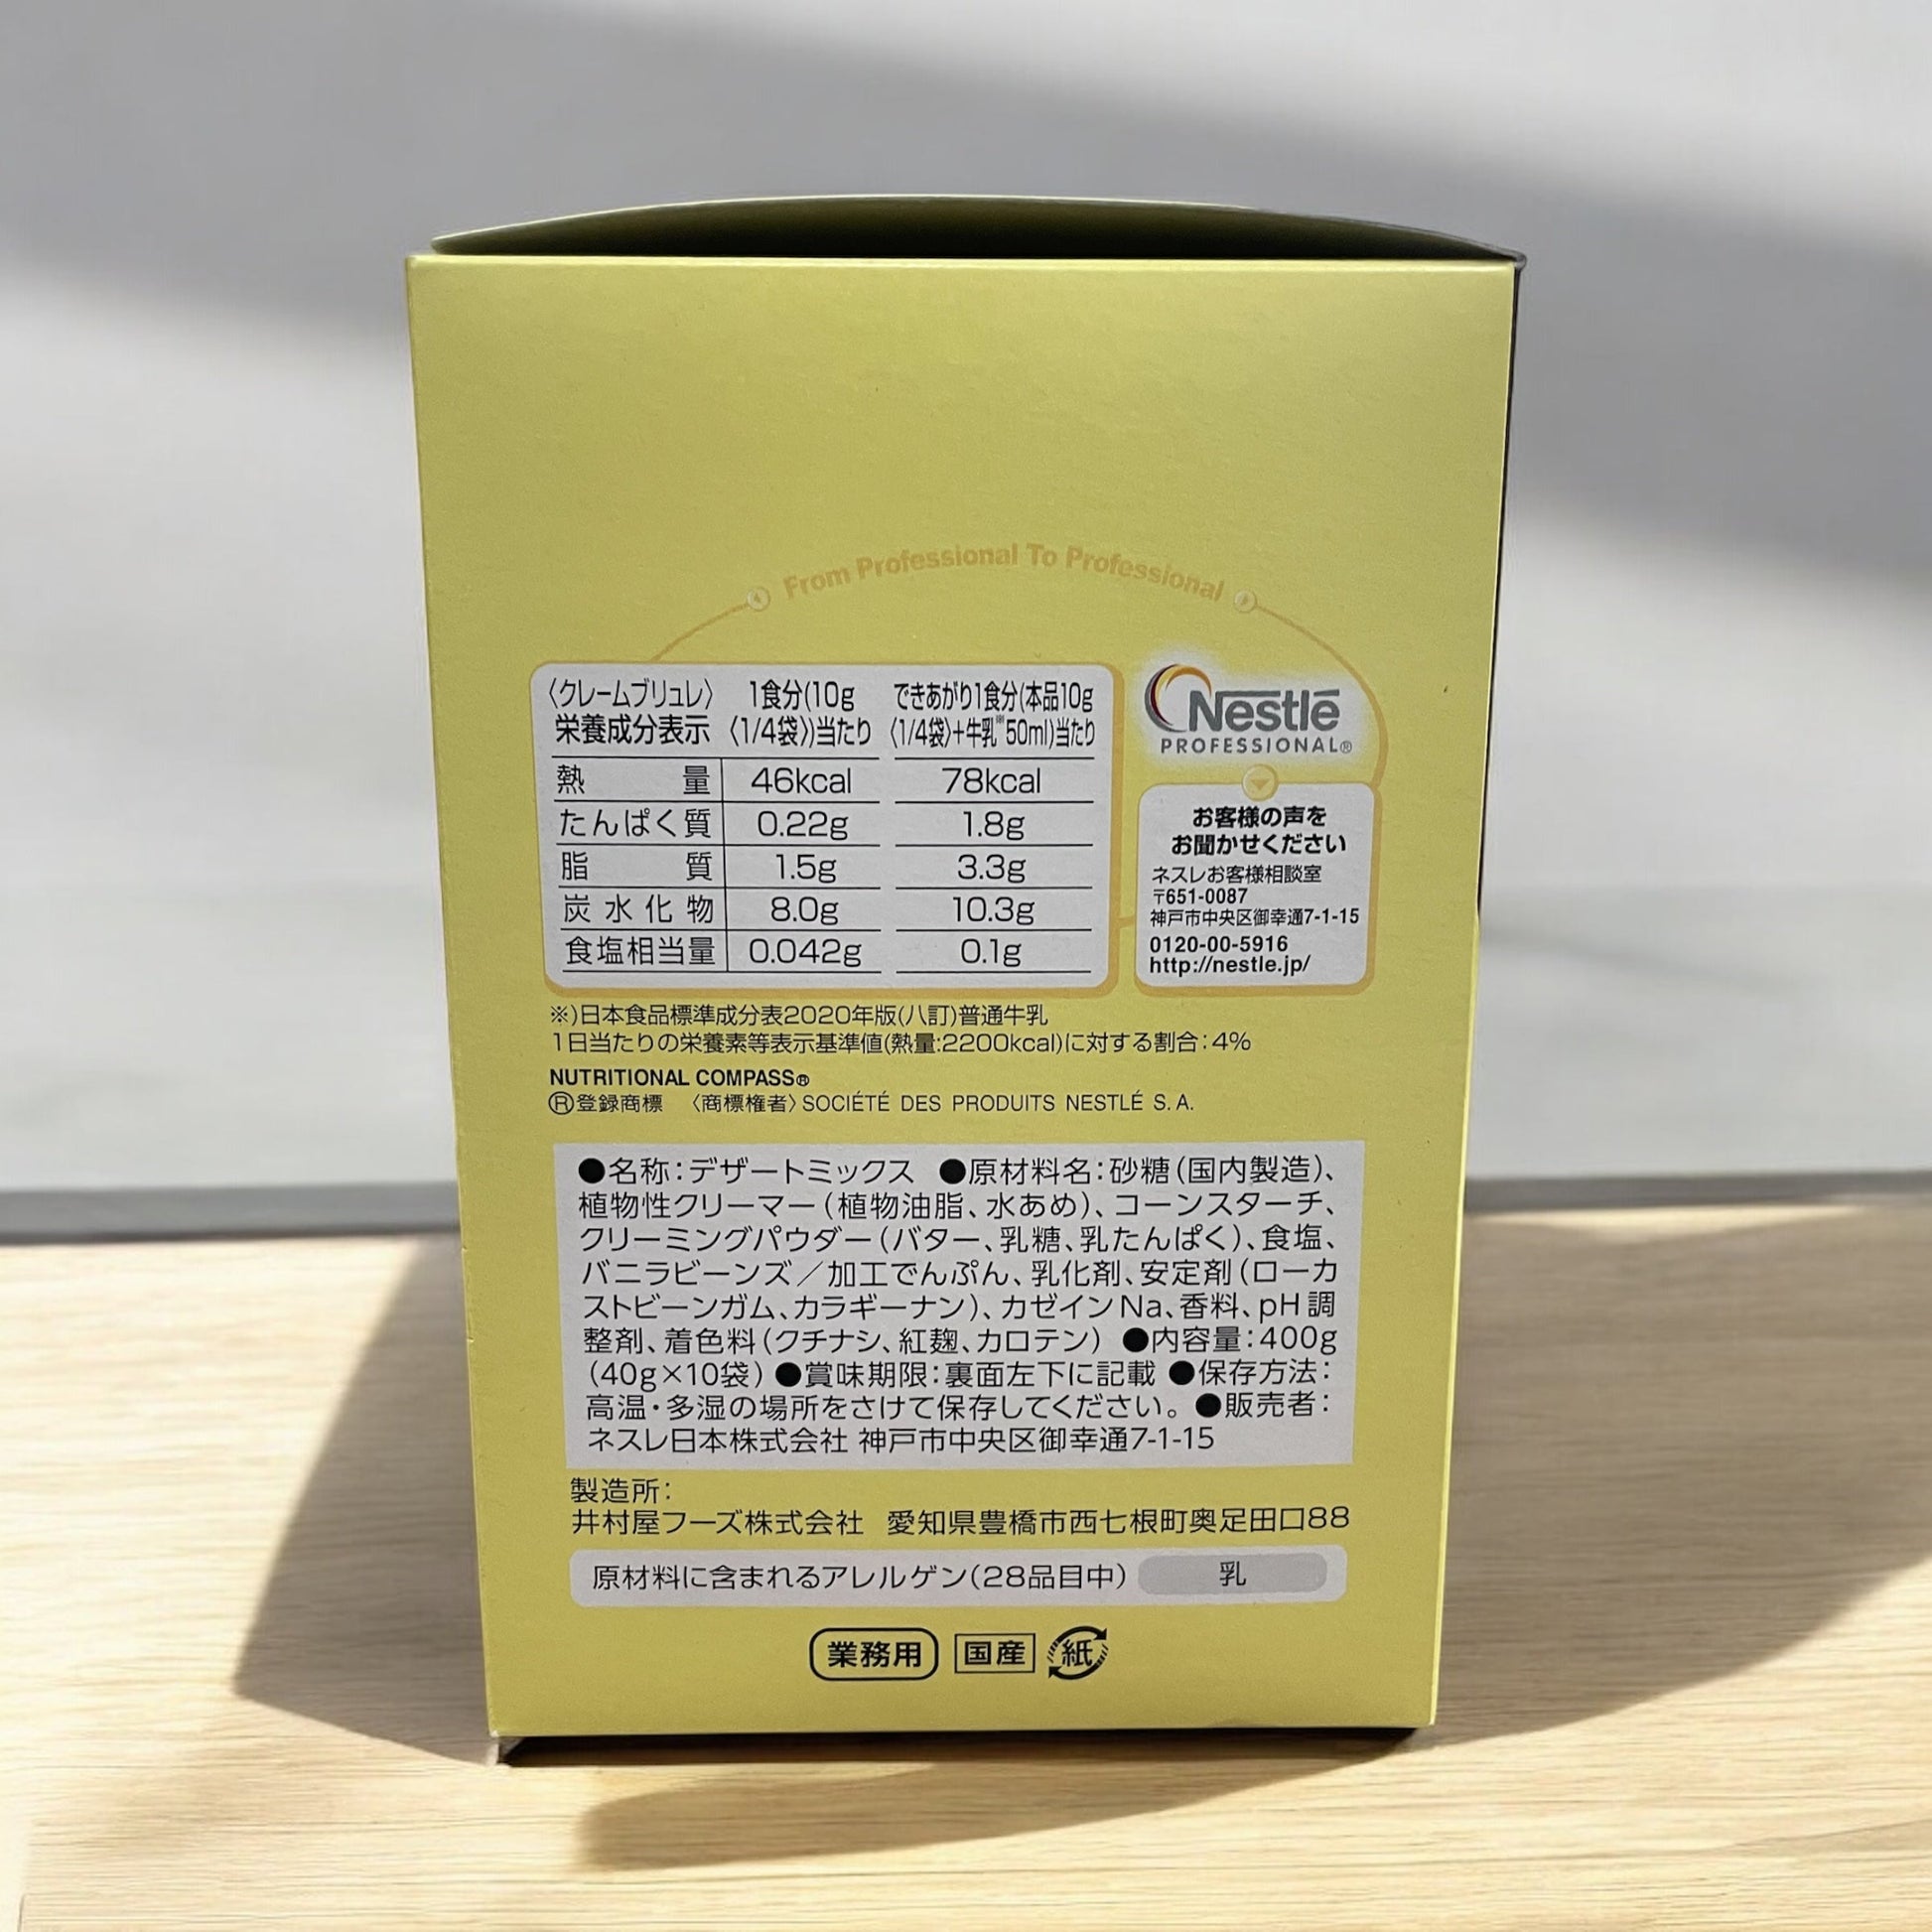 From Professional To Professional
〈クレームブリュレ〉 1食分(10g できあがり1食分(本品10g
栄養成分表示 〈1/4袋〉)当たり 〈1/4袋〉+牛乳※50ml)当たり
熱量 46kcal 78kcal
たんぱく質 0.22g 1.8g
脂質 1.5g 3.3g
炭水化物 8.0g 10.3g
食塩相当量 0.042g 0.1g
Nestlé
PROFESSIONAL®
お客様の声を
お聞かせください
ネスレお客様相談室
〒651-0087
神戸市中央区御幸通7-1-15
0120-00-5916
http://nestle.jp/
※)日本食品標準成分表2020年版(八訂)普通牛乳
1日当たりの栄養素等表示基準値(熱量:2200kcal)に対する割合:4%
NUTRITIONAL COMPASS®
®登録商標 〈商標権者〉SOCIÉTÉ DES PRODUITS NESTLÉ S.A.
●名称:デザートミックス ●原材料名:砂糖(国内製造)、
植物性クリーマー(植物油脂、水あめ)、コーンスターチ、
クリーミングパウダー(バター、乳糖、乳たんぱく)、食塩、
バニラビーンズ/加工でんぷん、乳化剤、安定剤(ローカ
ストビーンガム、カラギーナン)、カゼインNa、香料、pH調
整剤、着色料(クチナシ、紅麹、カロテン) ●内容量:400g
(40g×10袋) ●賞味期限:裏面左下に記載 ●保存方法:
高温・多湿の場所をさけて保存してください。 ●販売者:
ネスレ日本株式会社 神戸市中央区御幸通7-1-15
製造所:
井村屋フーズ株式会社 愛知県豊橋市西七根町奥足田口88
原材料に含まれるアレルゲン(28品目中) 乳
業務用 国産 紙